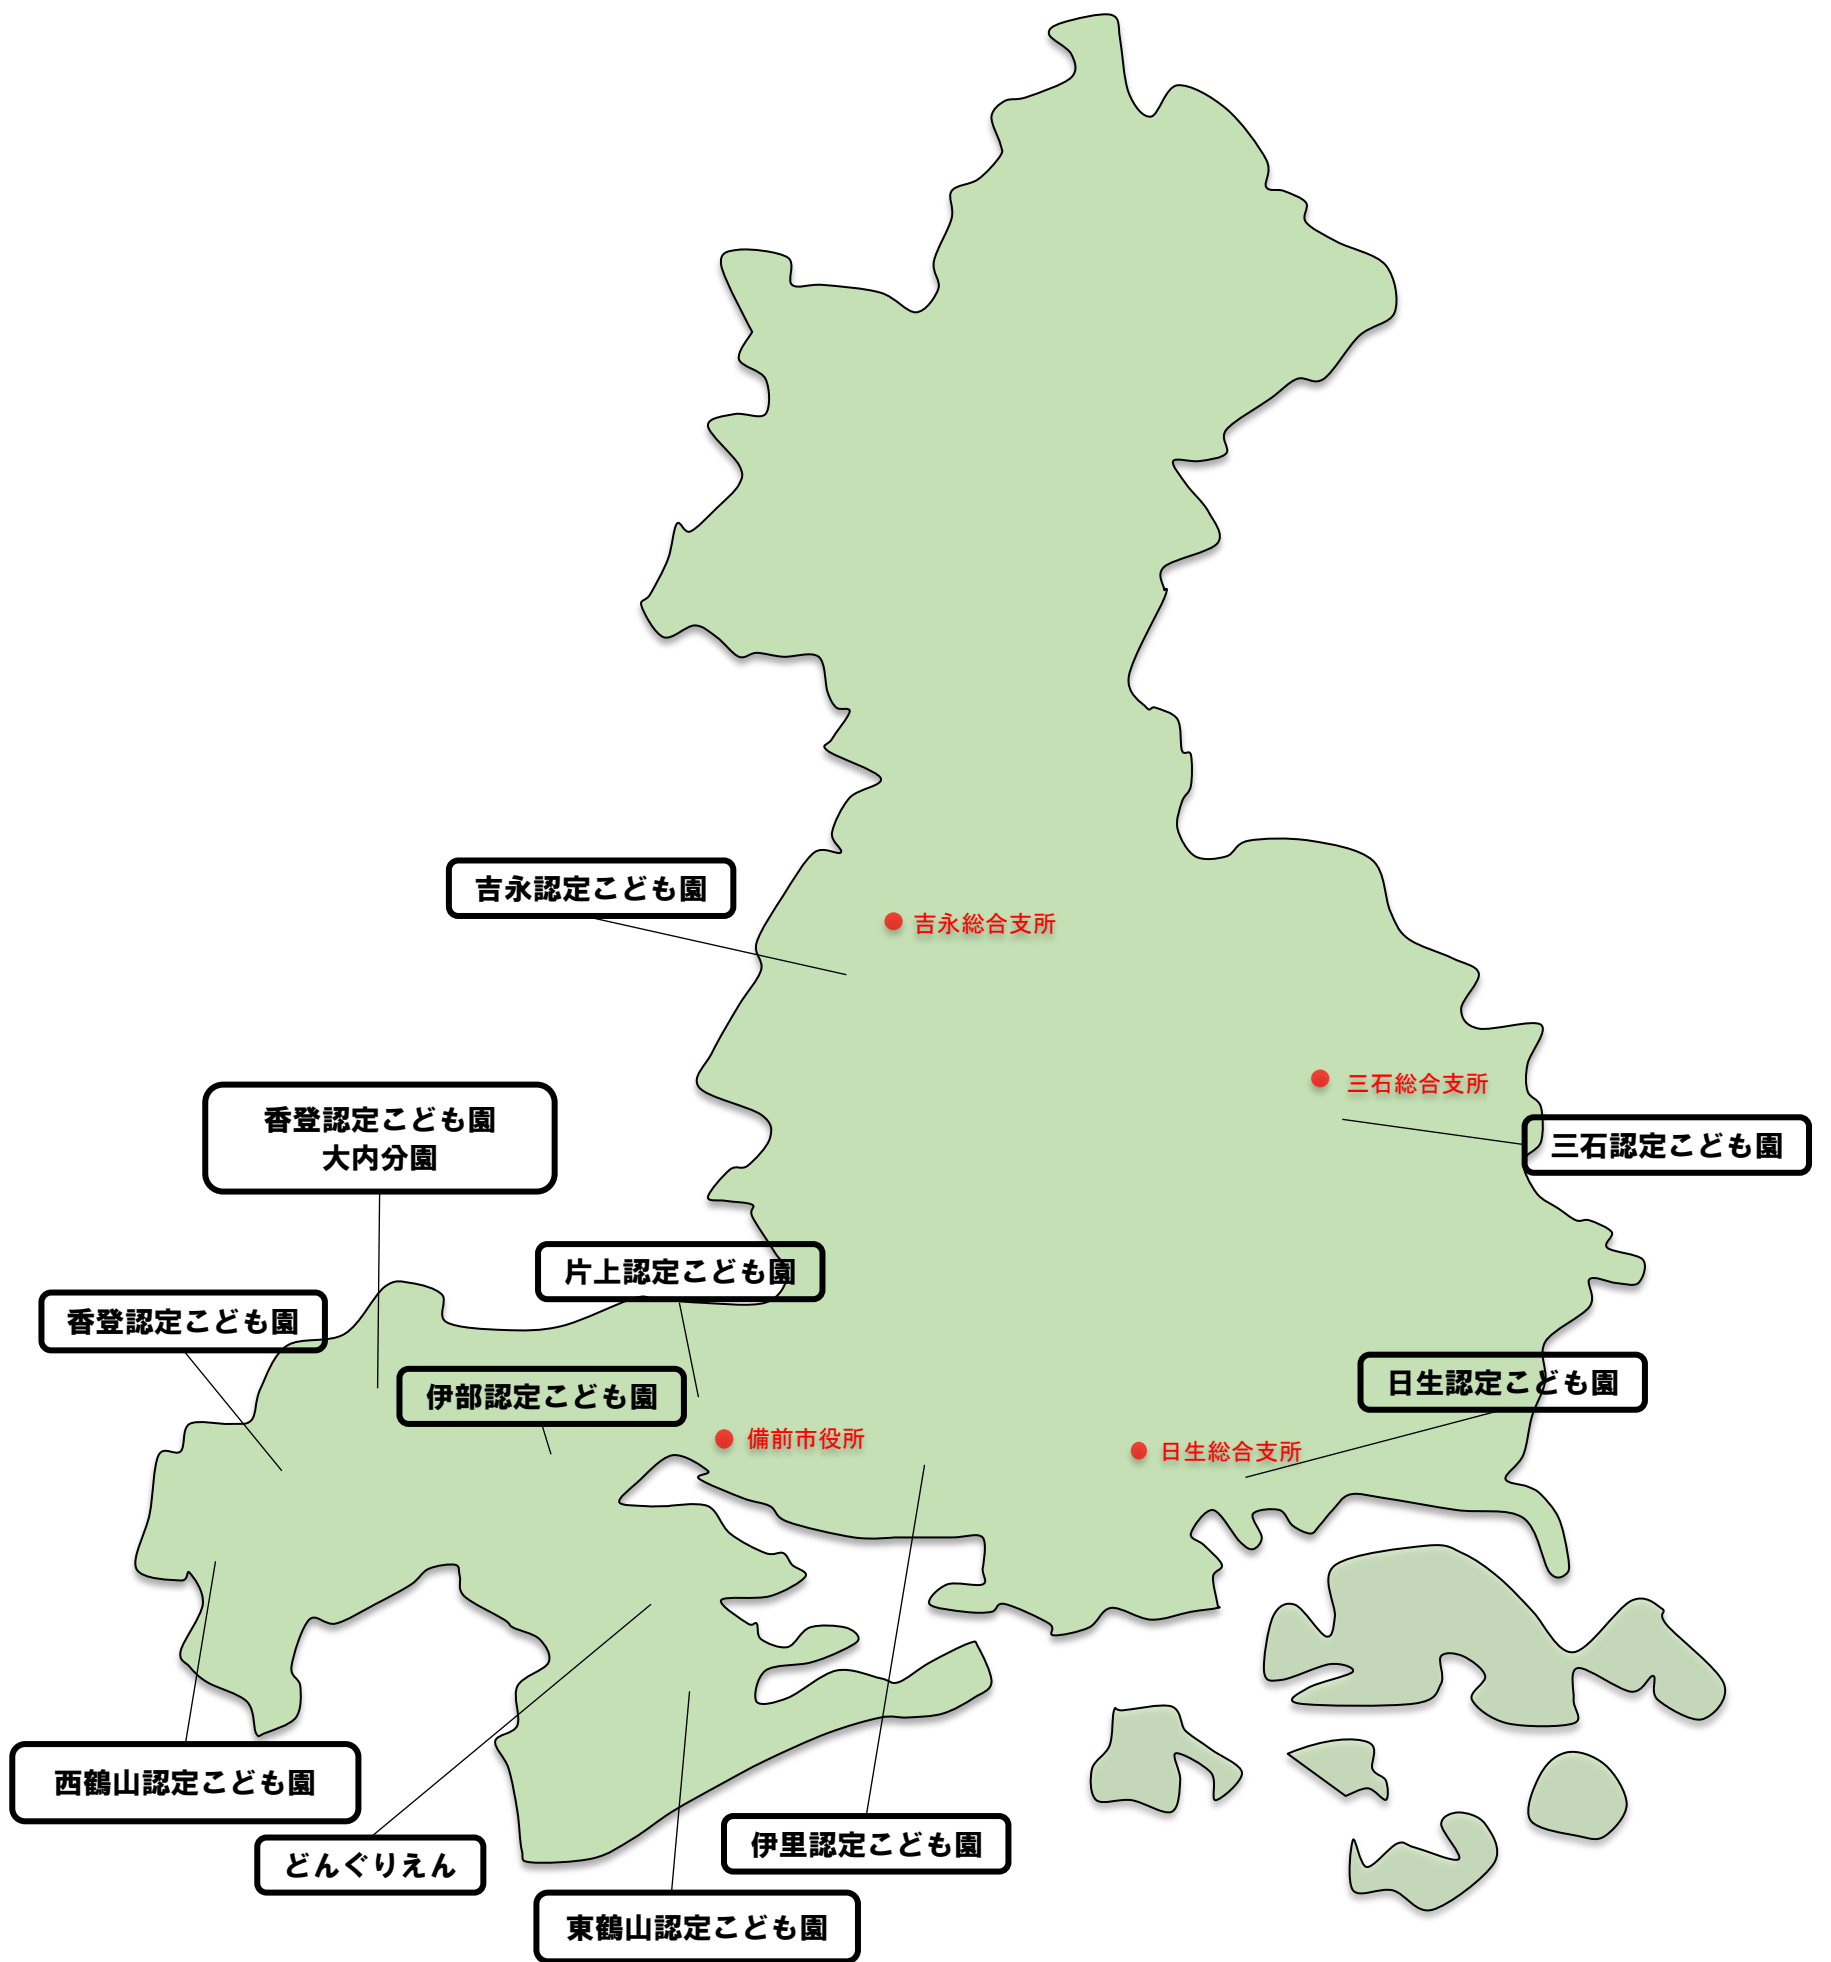 吉永認定こども園
吉永総合支所
三石総合支所
三石認定こども園
香登認定こども園
大内分園
片上認定こども園
香登認定こども園
伊部認定こども園
日生認定こども園
備前市役所
日生総合支所
西鶴山認定こども園
伊里認定こども園
どんぐりえん
東鶴山認定こども園